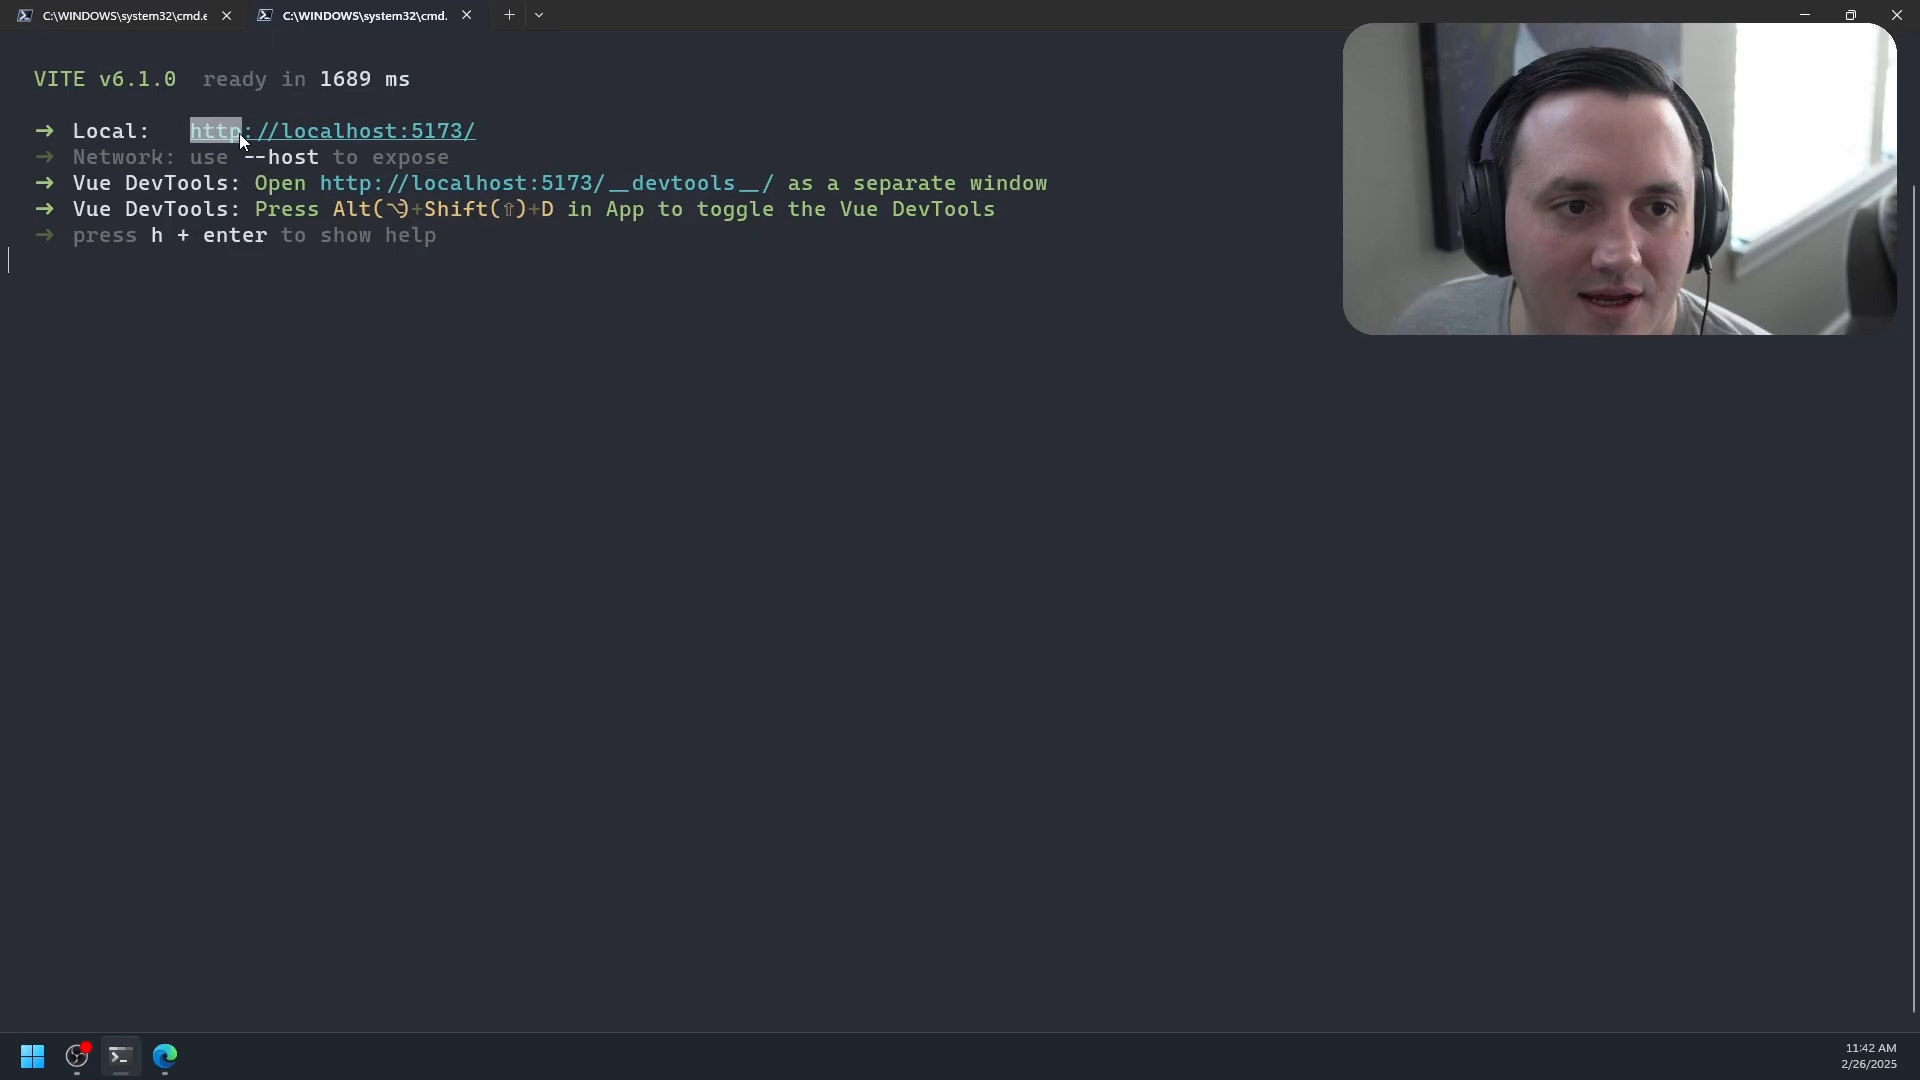 C:\WINDOWS\system32\cmd.e
C:\WINDOWS\system32\cmd.
VITE v6.1.0 ready in 1689 ms
➜ Local: http://localhost:5173/
➜ Network: use --host to expose
➜ Vue DevTools: Open http://localhost:5173/__devtools__/ as a separate window
➜ Vue DevTools: Press Alt(⌥)+Shift(⇧)+D in App to toggle the Vue DevTools
➜ press h + enter to show help
11:42 AM
2/26/2025